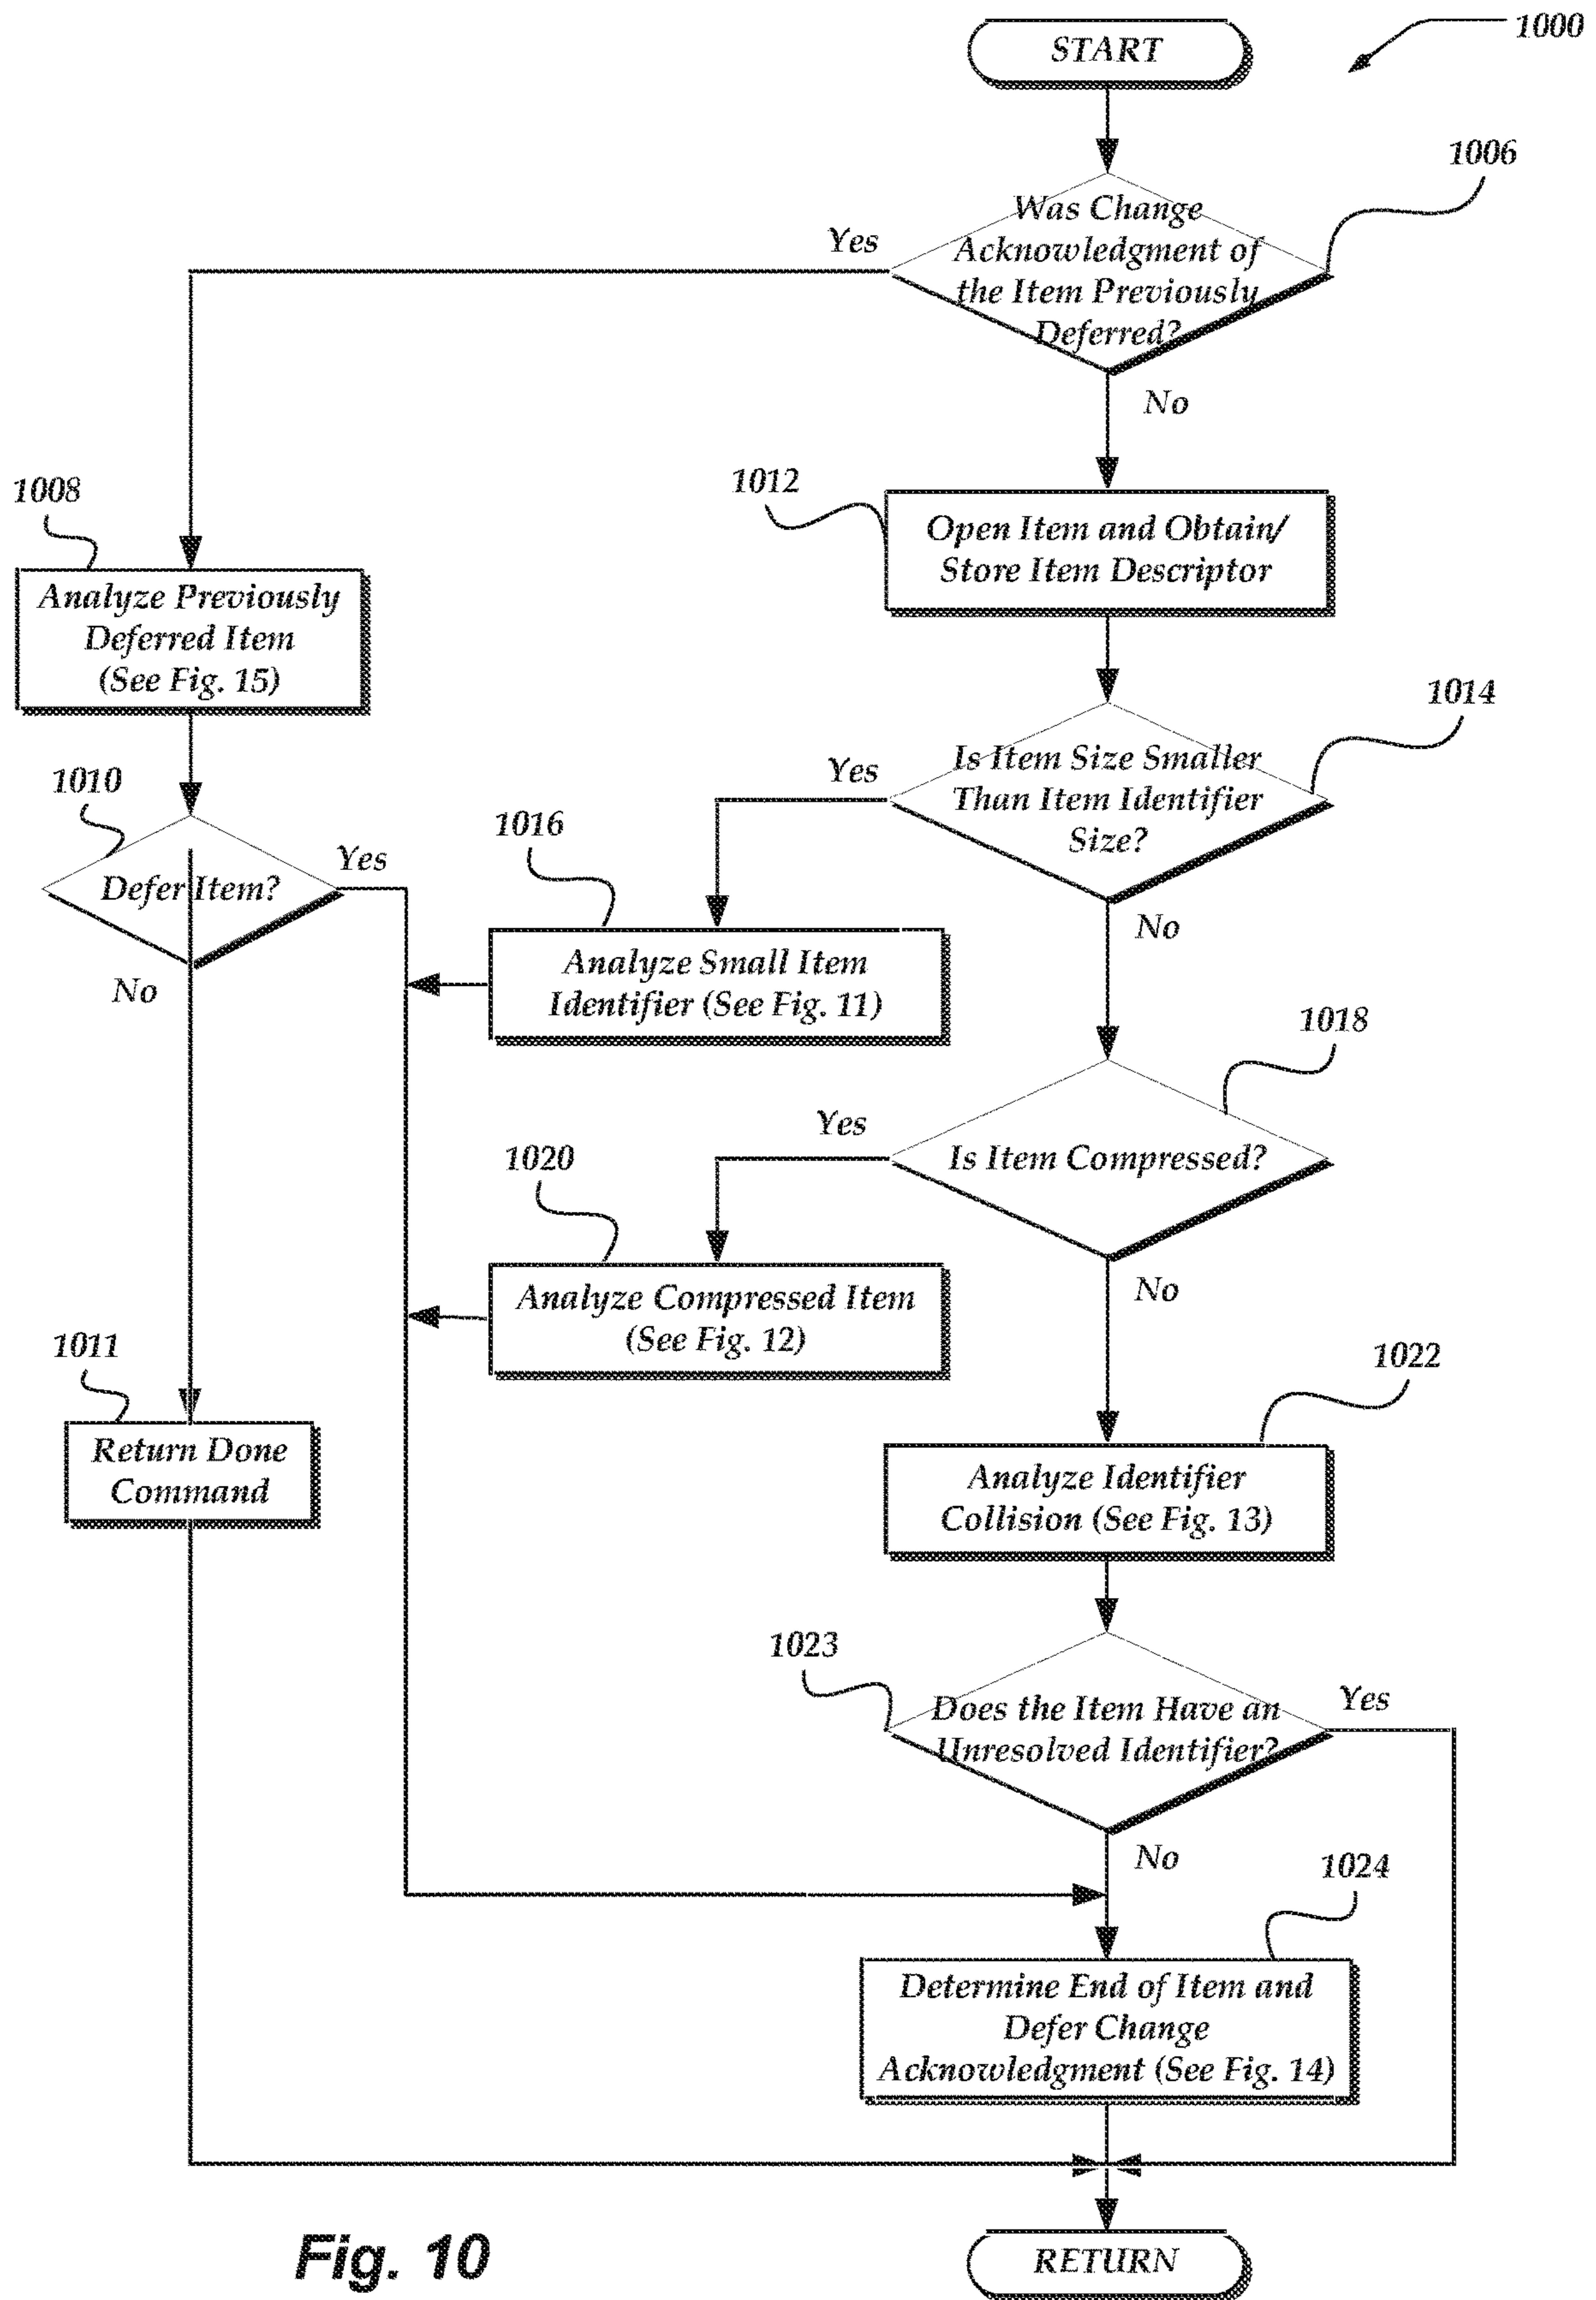 1000
START
1006
Was Change
Acknowledgment of
the Item Previously
Deferred?
Yes
No
1012
Open Item and Obtain/
Store Item Descriptor
1008
Analyze Previously
Deferred Item
(See Fig. 15)
1014
Is Item Size Smaller
Than Item Identifier
Size?
Yes
No
1010
Defer Item?
Yes
No
1016
Analyze Small Item
Identifier (See Fig. 11)
1018
Is Item Compressed?
Yes
No
1020
Analyze Compressed Item
(See Fig. 12)
1011
Return Done
Command
1022
Analyze Identifier
Collision (See Fig. 13)
1023
Does the Item Have an
Unresolved Identifier?
Yes
No
1024
Determine End of Item and
Defer Change
Acknowledgment (See Fig. 14)
RETURN
Fig. 10